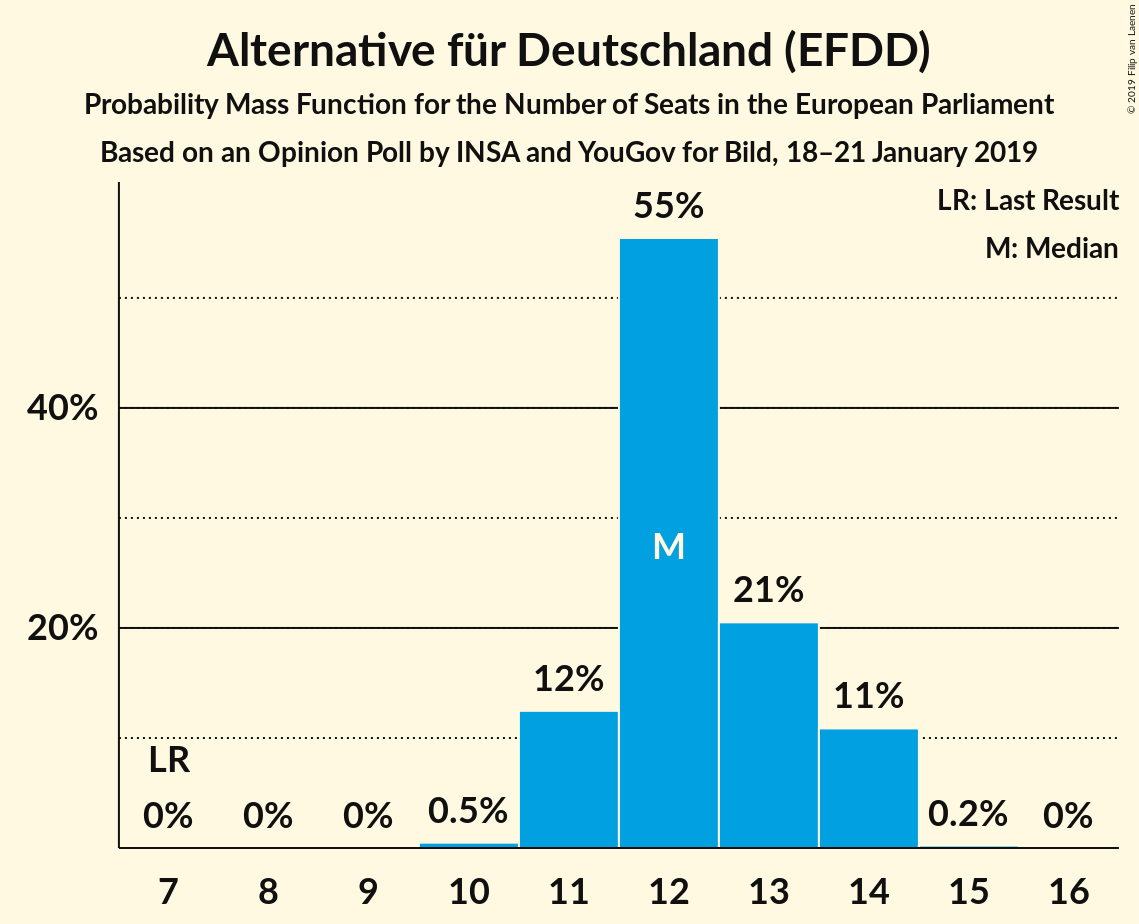 Alternative für Deutschland (EFDD)
Probability Mass Function for the Number of Seats in the European Parliament
Based on an Opinion Poll by INSA and YouGov for Bild, 18–21 January 2019
© 2019 Filip van Laenen
LR: Last Result
M: Median
55%
40%
M
21%
20%
12%
11%
LR
0% 0% 0% 0.5% 0.2% 0%
7 8 9 10 11 12 13 14 15 16